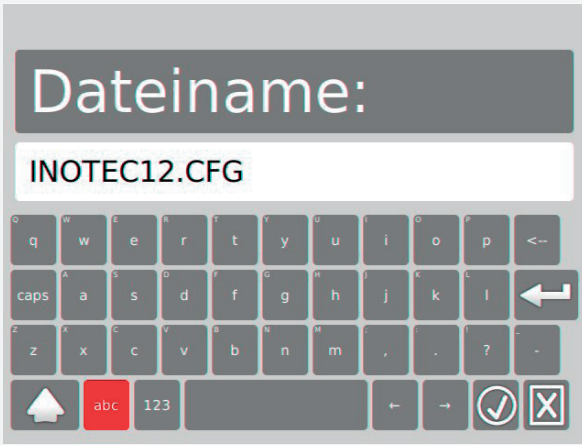 Dateiname:
INOTEC12.CFG
Q W E R T Y U I O P
q w e r t y u i o p <--
A S D F G H J K L
caps a s d f g h j k l
Z X C V B N M ; : ! _
z x c v b n m , . ? -
abc 123 ← →